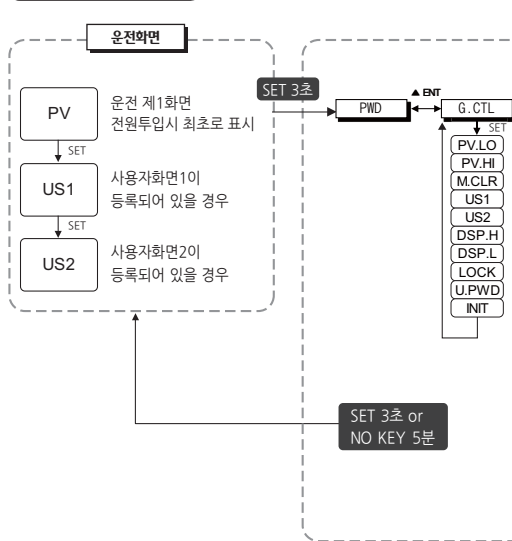 운전화면
PV
운전 제1화면
전원투입시 최초로 표시
SET
US1
사용자화면1이
등록되어 있을 경우
SET
US2
사용자화면2이
등록되어 있을 경우
SET 3초
PWD
▲ ENT
G.CTL
SET
PV.LO
PV.HI
M.CLR
US1
US2
DSP.H
DSP.L
LOCK
U.PWD
INIT
SET 3초 or
NO KEY 5분